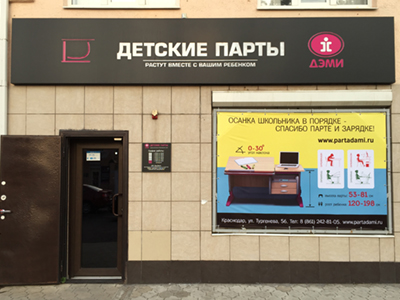 ДЕТСКИЕ ПАРТЫ
РАСТУТ ВМЕСТЕ С ВАШИМ РЕБЕНКОМ
ДЭМИ
ОСАНКА ШКОЛЬНИКА В ПОРЯДКЕ -
СПАСИБО ПАРТЕ И ЗАРЯДКЕ!
www.partadami.ru
0-30°
53-81
120-198
Краснодар, ул. Тургенева, 56. Тел: 8 (861) 242-81-05. www.partadami.ru